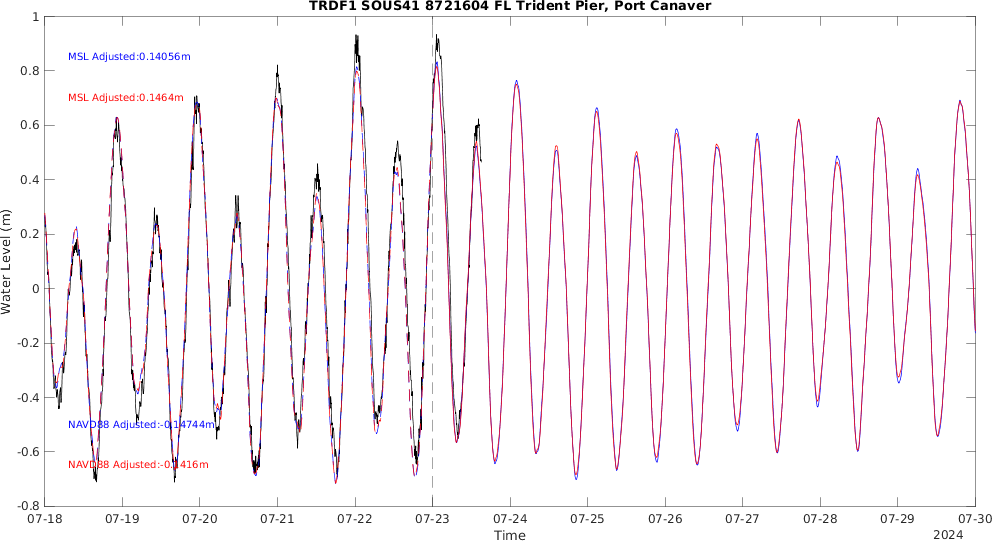 TRDF1 SOUS41 8721604 FL Trident Pier, Port Canaver
1
0.8
0.6
0.4
0.2
0
-0.2
-0.4
-0.6
-0.8
Water Level (m)
MSL Adjusted:0.14056m
MSL Adjusted:0.1464m
NAVD88 Adjusted:-0.14744m
NAVD88 Adjusted:-0.1416m
07-18 07-19 07-20 07-21 07-22 07-23 07-24 07-25 07-26 07-27 07-28 07-29 07-30
Time
2024